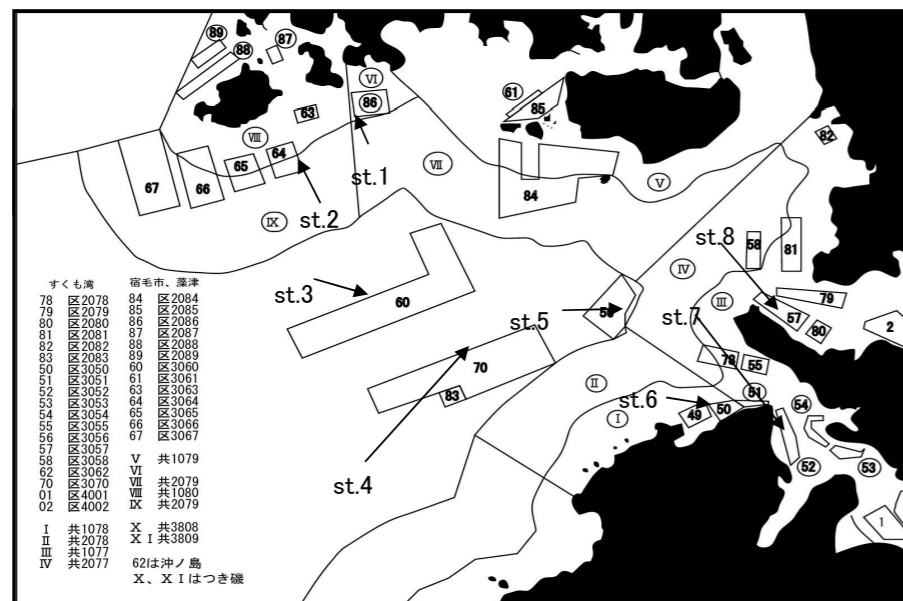 89
88
87
Ⅵ
86
63
61
85
82
Ⅷ
64
65
66
67
st.1
st.2
Ⅶ
Ⅴ
84
Ⅸ
st.8
58
81
Ⅳ
st.3
60
Ⅲ
79
57
80
2
st.5
56
st.7
78
55
70
83
Ⅱ
51
54
st.6
49
50
Ⅰ
52
53
st.4
1
すくも湾
78 区2078
79 区2079
80 区2080
81 区2081
82 区2082
83 区2083
50 区3050
51 区3051
52 区3052
53 区3053
54 区3054
55 区3055
56 区3056
57 区3057
58 区3058
62 区3062
70 区3070
01 区4001
02 区4002
Ⅰ 共1078
Ⅱ 共2078
Ⅲ 共1077
Ⅳ 共2077
宿毛市、藻津
84 区2084
85 区2085
86 区2086
87 区2087
88 区2088
89 区2089
60 区3060
61 区3061
63 区3063
64 区3064
65 区3065
66 区3066
67 区3067
Ⅴ 共1079
Ⅵ
Ⅶ 共2079
Ⅷ 共1080
Ⅸ 共2079
Ⅹ 共3808
ⅩⅠ共3809
62は沖ノ島
Ⅹ、ⅩⅠはつき磯